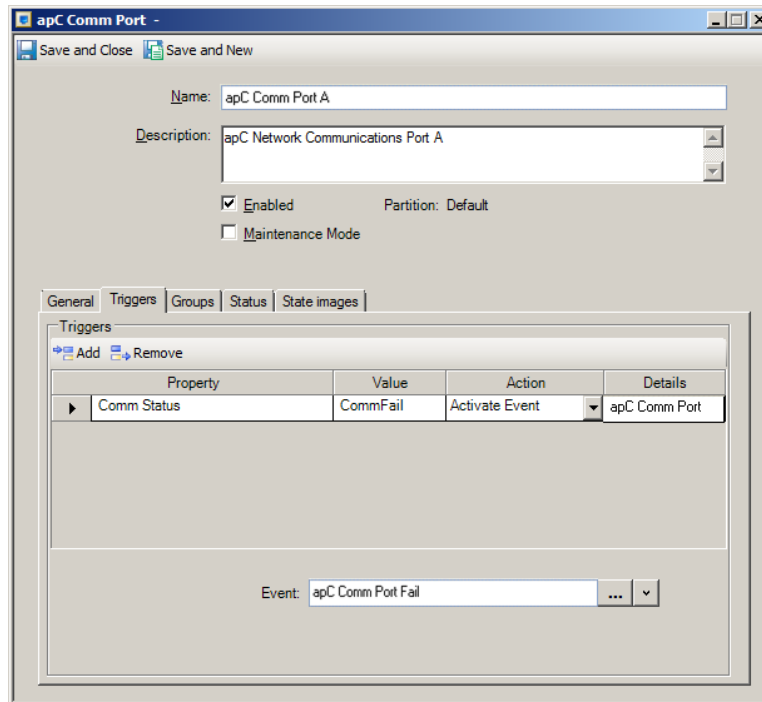 apC Comm Port -
Save and Close Save and New
Name: apC Comm Port A
Description: apC Network Communications Port A
Enabled Partition: Default
Maintenance Mode
General Triggers Groups Status State images
Triggers
Add Remove
Property Value Action Details
Comm Status CommFail Activate Event apC Comm Port
Event: apC Comm Port Fail ...